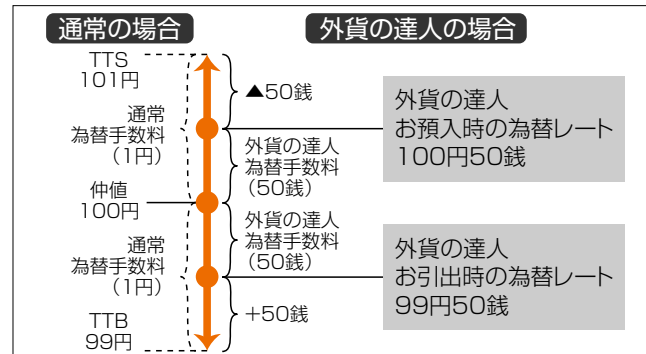 通常の場合
外貨の達人の場合
TTS
101円
通常
為替手数料
（1円）
仲値
100円
通常
為替手数料
（1円）
TTB
99円
▲50銭
外貨の達人
為替手数料
（50銭）
外貨の達人
為替手数料
（50銭）
+50銭
外貨の達人
お預入時の為替レート
100円50銭
外貨の達人
お引出時の為替レート
99円50銭